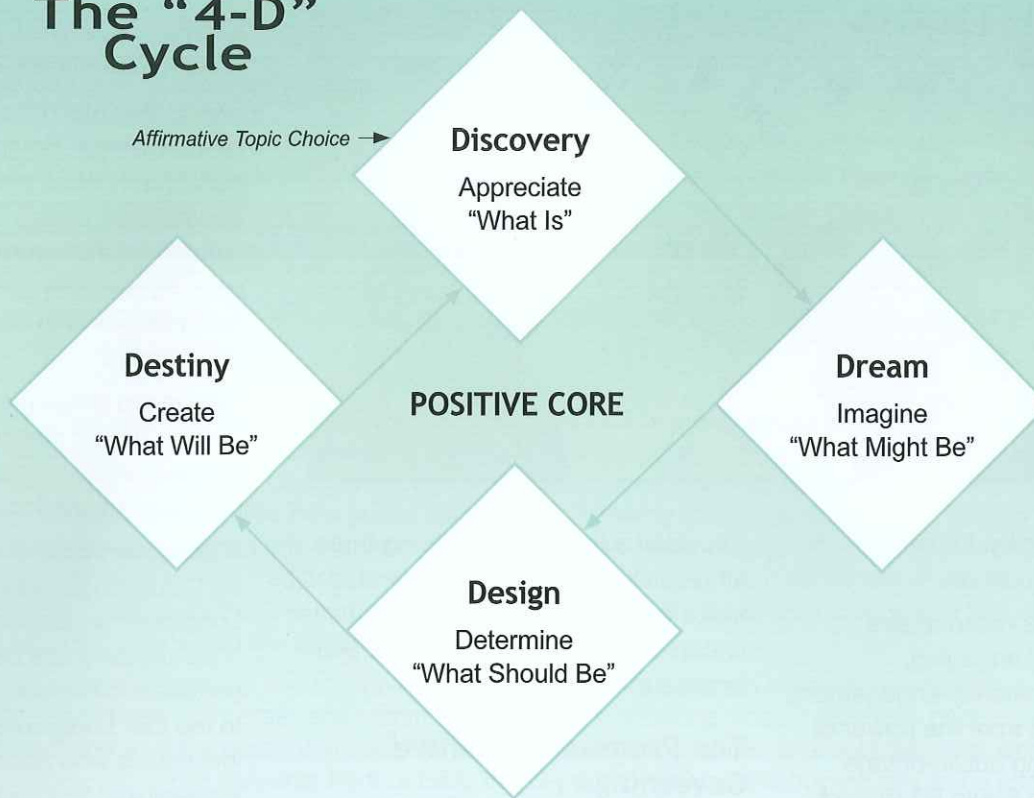 The “4-D”
Cycle
Affirmative Topic Choice
Discovery
Appreciate
“What Is”
Dream
Imagine
“What Might Be”
POSITIVE CORE
Design
Determine
“What Should Be”
Destiny
Create
“What Will Be”